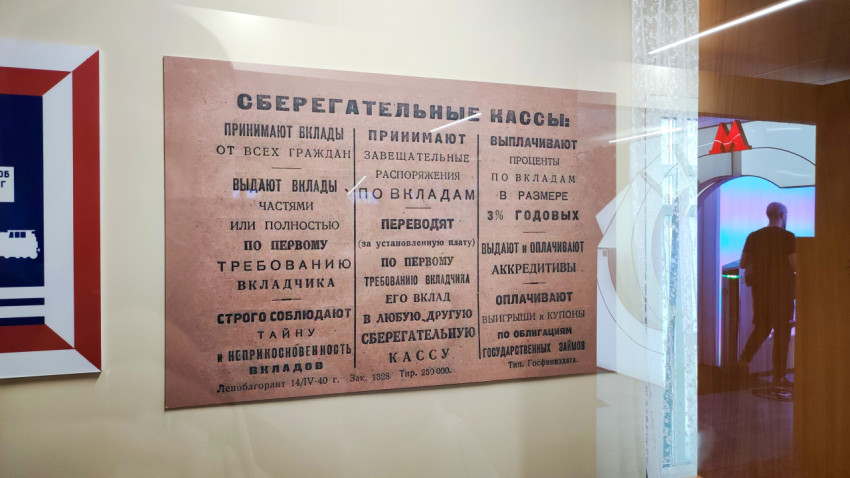 ОБ
Г
СБЕРЕГАТЕЛЬНЫЕ КАССЫ:
ПРИНИМАЮТ ВКЛАДЫ
ОТ ВСЕХ ГРАЖДАН
ВЫДАЮТ ВКЛАДЫ
ЧАСТЯМИ
ИЛИ ПОЛНОСТЬЮ
ПО ПЕРВОМУ
ТРЕБОВАНИЮ
ВКЛАДЧИКА
СТРОГО СОБЛЮДАЮТ
ТАЙНУ
и НЕПРИКОСНОВЕННОСТЬ
ВКЛАДОВ
ПРИНИМАЮТ
ЗАВЕЩАТЕЛЬНЫЕ
РАСПОРЯЖЕНИЯ
ПО ВКЛАДАМ
ПЕРЕВОДЯТ
(за установленную плату)
ПО ПЕРВОМУ
ТРЕБОВАНИЮ ВКЛАДЧИКА
ЕГО ВКЛАД
В ЛЮБУЮ ДРУГУЮ
СБЕРЕГАТЕЛЬНУЮ
КАССУ
ВЫПЛАЧИВАЮТ
ПРОЦЕНТЫ
ПО ВКЛАДАМ
В РАЗМЕРЕ
3% ГОДОВЫХ
ВЫДАЮТ и ОПЛАЧИВАЮТ
АККРЕДИТИВЫ
ОПЛАЧИВАЮТ
ВЫИГРЫШИ и КУПОНЫ
ПО ОБЛИГАЦИЯМ
ГОСУДАРСТВЕННЫХ ЗАЙМОВ
Леноблгорлит 14/IV-40 г. Зак. 1328 Тир. 250 000.
Тип. Госфиниздата.
М